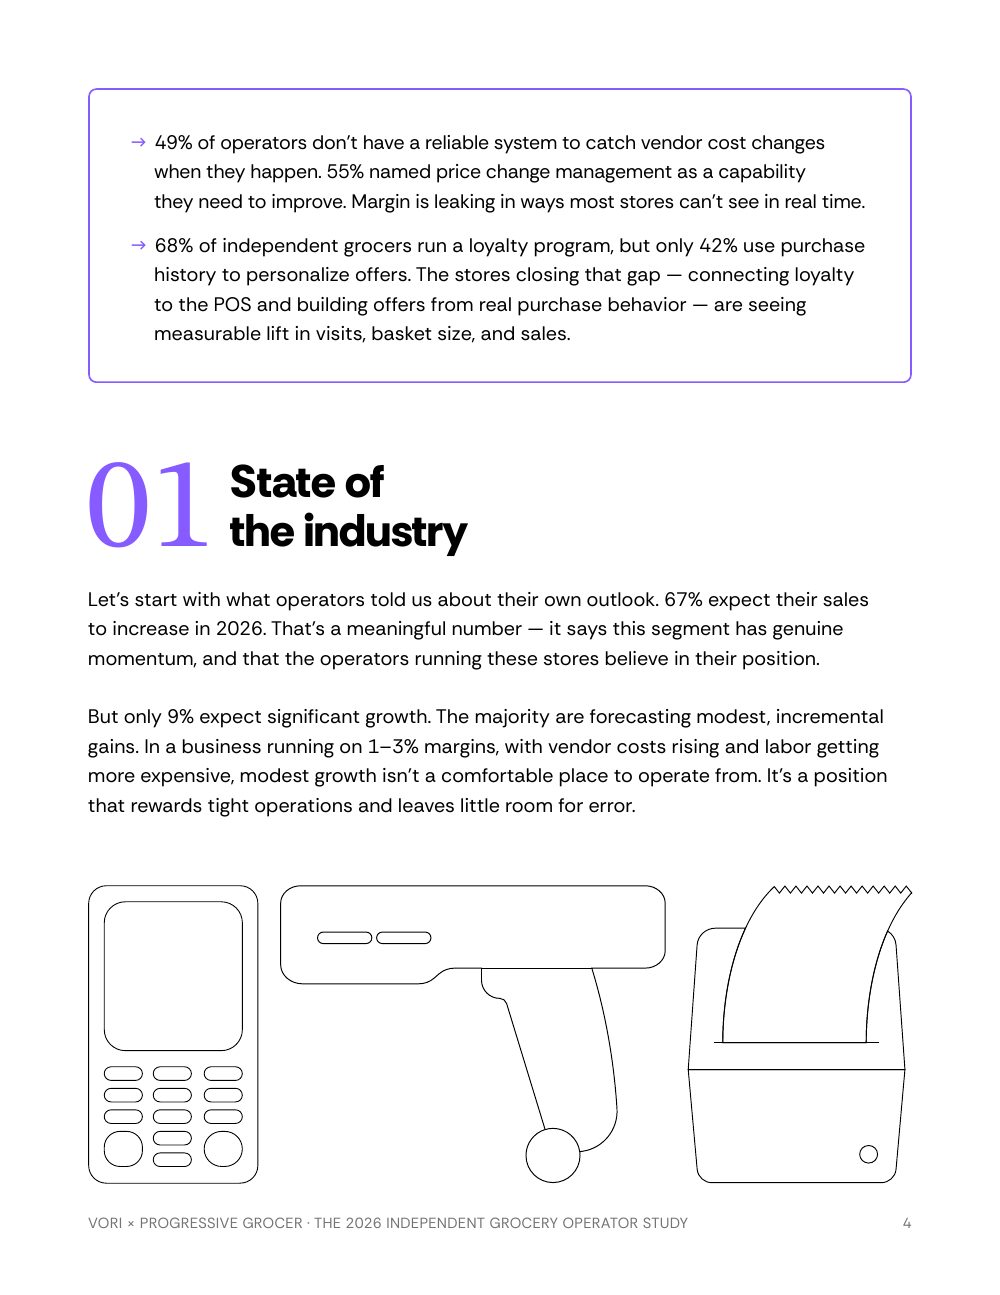 → 49% of operators don’t have a reliable system to catch vendor cost changes
when they happen. 55% named price change management as a capability
they need to improve. Margin is leaking in ways most stores can’t see in real time.
→ 68% of independent grocers run a loyalty program, but only 42% use purchase
history to personalize offers. The stores closing that gap — connecting loyalty
to the POS and building offers from real purchase behavior — are seeing
measurable lift in visits, basket size, and sales.
01 State of
the industry
Let’s start with what operators told us about their own outlook. 67% expect their sales
to increase in 2026. That’s a meaningful number — it says this segment has genuine
momentum, and that the operators running these stores believe in their position.
But only 9% expect significant growth. The majority are forecasting modest, incremental
gains. In a business running on 1–3% margins, with vendor costs rising and labor getting
more expensive, modest growth isn’t a comfortable place to operate from. It’s a position
that rewards tight operations and leaves little room for error.
VORI × PROGRESSIVE GROCER · THE 2026 INDEPENDENT GROCERY OPERATOR STUDY 4